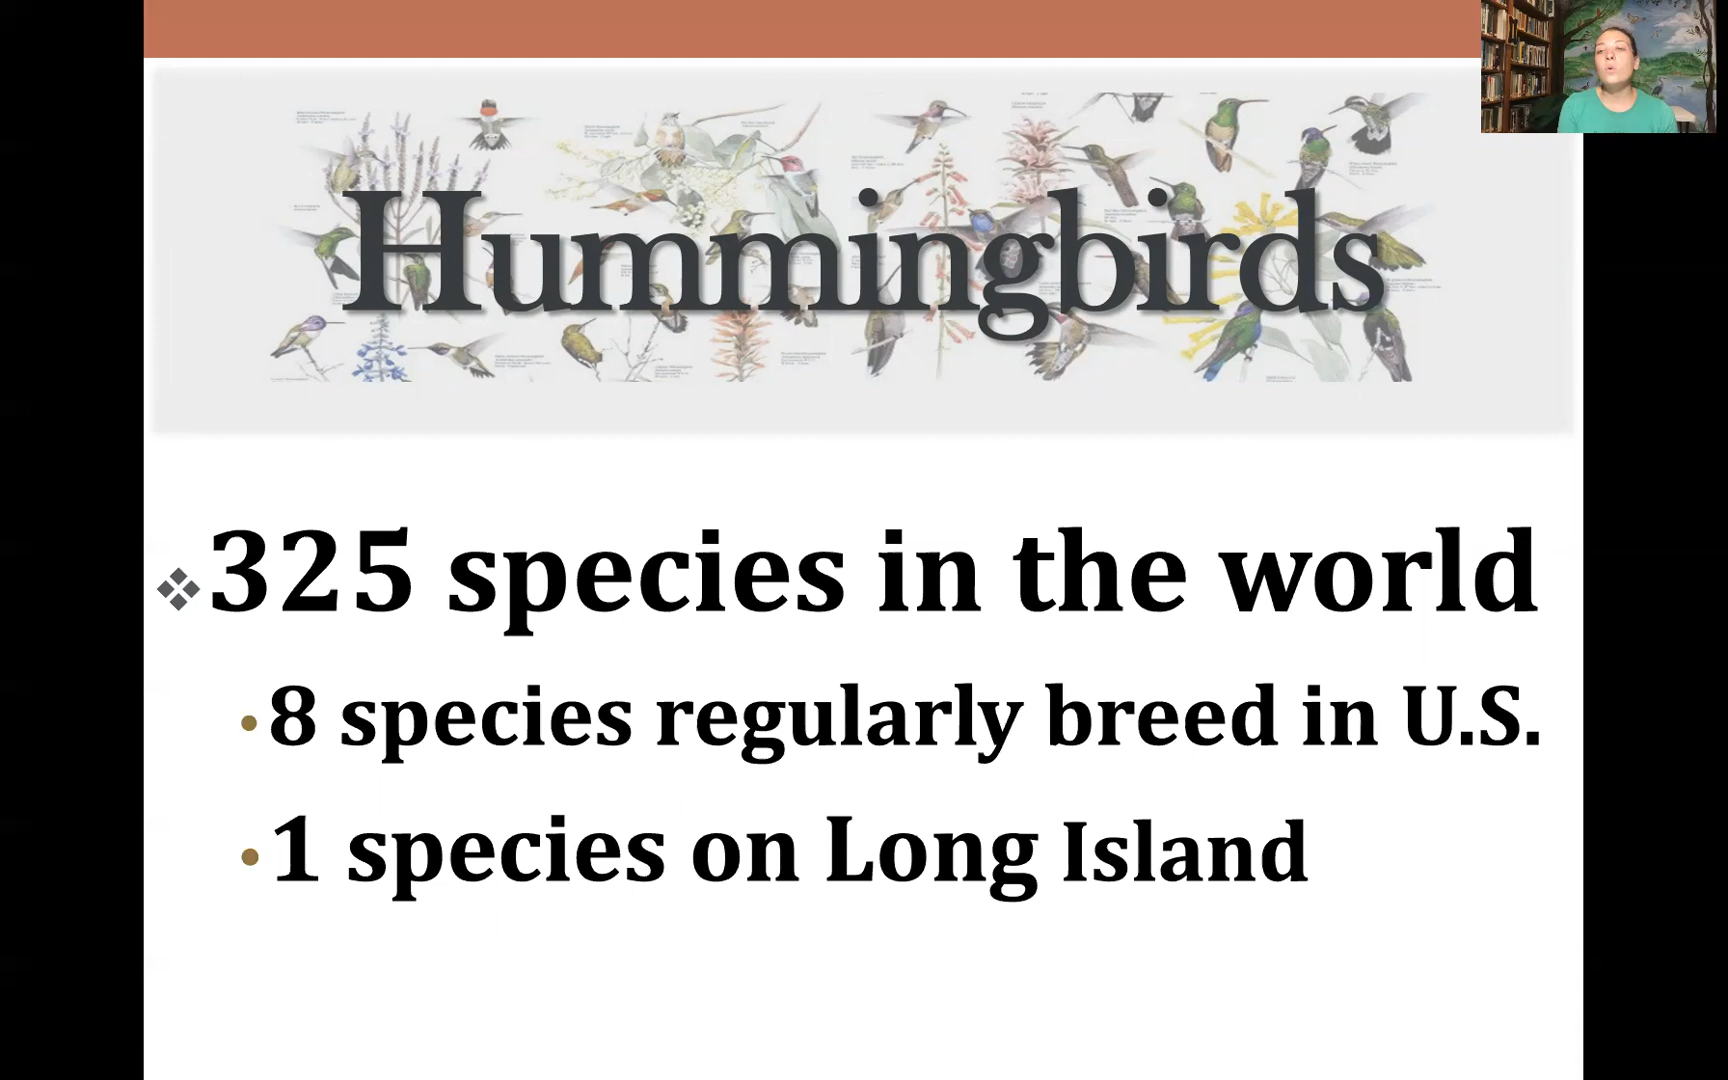 Hummingbirds
325 species in the world
8 species regularly breed in U.S.
1 species on Long Island